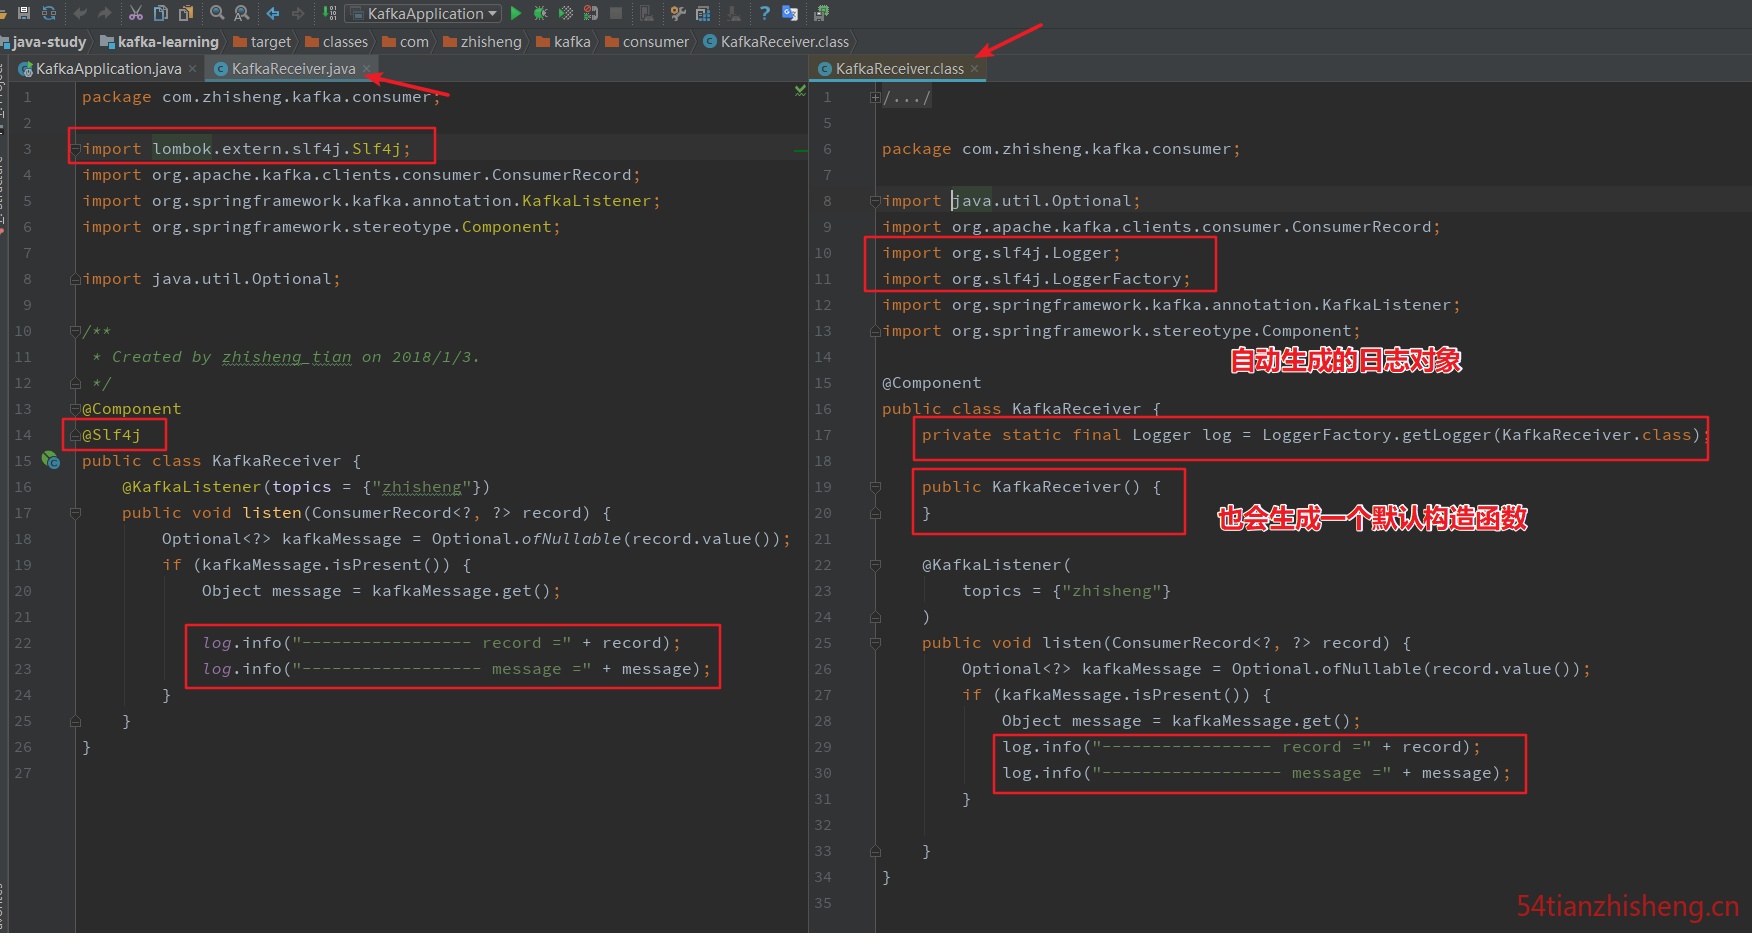 KafkaApplication
java-study
kafka-learning
target
classes
com
zhisheng
kafka
consumer
KafkaReceiver.class
KafkaApplication.java
KafkaReceiver.java
1 package com.zhisheng.kafka.consumer;
2
3 import lombok.extern.slf4j.Slf4j;
4 import org.apache.kafka.clients.consumer.ConsumerRecord;
5 import org.springframework.kafka.annotation.KafkaListener;
6 import org.springframework.stereotype.Component;
7
8 import java.util.Optional;
9
10 /**
11 * Created by zhisheng_tian on 2018/1/3.
12 */
13 @Component
14 @Slf4j
15 public class KafkaReceiver {
16 @KafkaListener(topics = {"zhisheng"})
17 public void listen(ConsumerRecord<?, ?> record) {
18 Optional<?> kafkaMessage = Optional.ofNullable(record.value());
19 if (kafkaMessage.isPresent()) {
20 Object message = kafkaMessage.get();
21
22 log.info("----------------- record =" + record);
23 log.info("------------------ message =" + message);
24 }
25 }
26 }
27
KafkaReceiver.class
1 /.../
5
6 package com.zhisheng.kafka.consumer;
7
8 import java.util.Optional;
9 import org.apache.kafka.clients.consumer.ConsumerRecord;
10 import org.slf4j.Logger;
11 import org.slf4j.LoggerFactory;
12 import org.springframework.kafka.annotation.KafkaListener;
13 import org.springframework.stereotype.Component;
14
自动生成的日志对象
15 @Component
16 public class KafkaReceiver {
17 private static final Logger log = LoggerFactory.getLogger(KafkaReceiver.class);
18
19 public KafkaReceiver() {
20 }
也会生成一个默认构造函数
21
22 @KafkaListener(
23 topics = {"zhisheng"}
24 )
25 public void listen(ConsumerRecord<?, ?> record) {
26 Optional<?> kafkaMessage = Optional.ofNullable(record.value());
27 if (kafkaMessage.isPresent()) {
28 Object message = kafkaMessage.get();
29 log.info("----------------- record =" + record);
30 log.info("------------------ message =" + message);
31 }
32
33 }
34 }
35
54tianzhisheng.cn